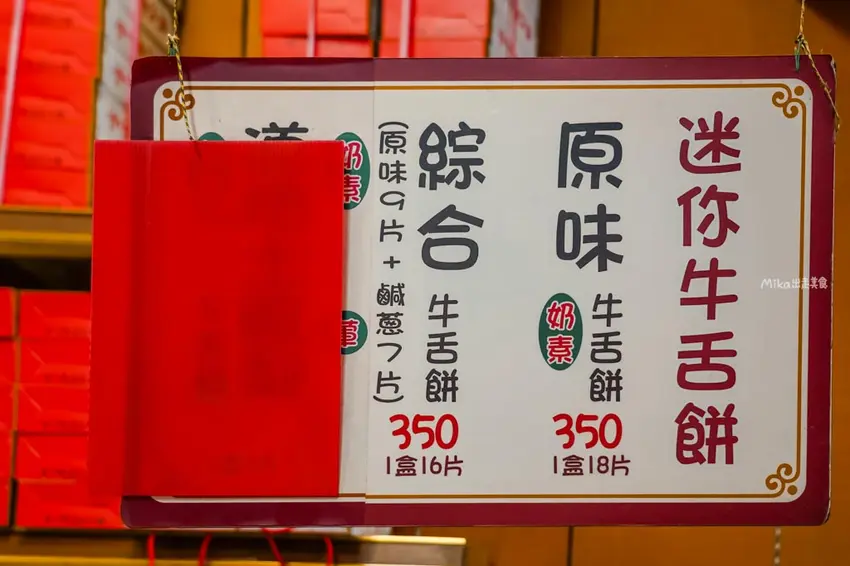 迷你牛舌餅
原味牛舌餅
奶素
350
1盒18片
綜合牛舌餅
(原味9片+鹹蔥7片)
奶素
葷
350
1盒16片
Mika出走美食